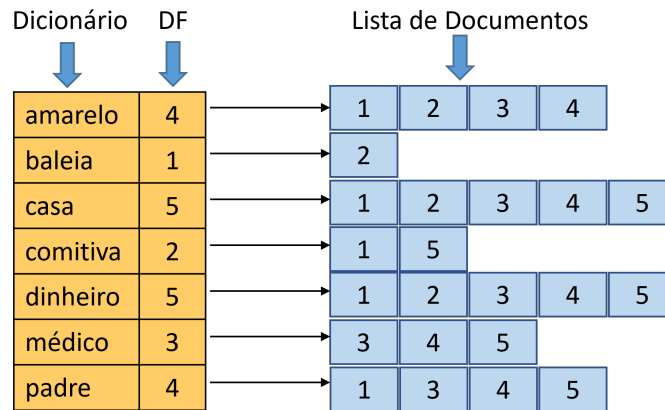 Dicionário DF Lista de Documentos
amarelo 4 1 2 3 4
baleia 1 2
casa 5 1 2 3 4 5
comitiva 2 1 5
dinheiro 5 1 2 3 4 5
médico 3 3 4 5
padre 4 1 3 4 5